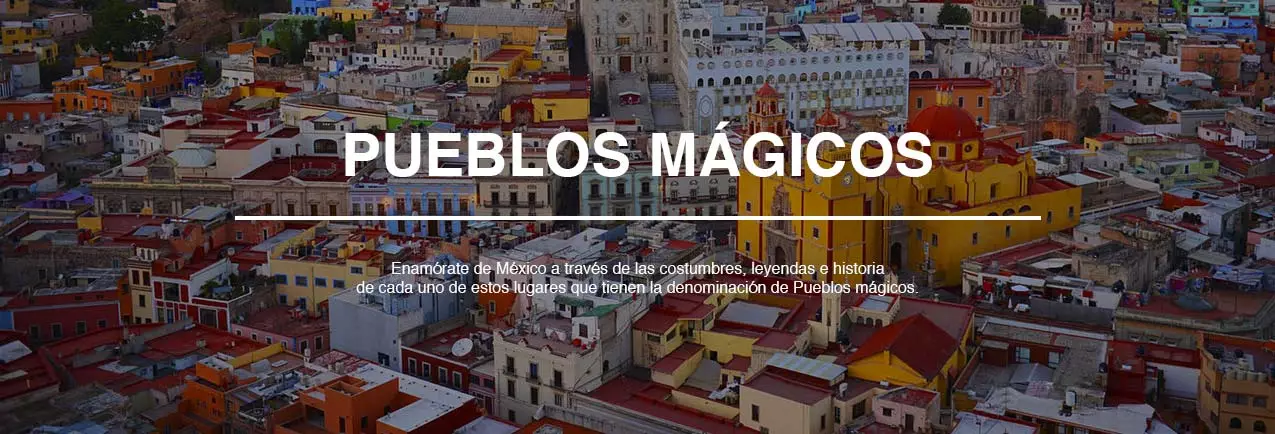 PUEBLOS MÁGICOS
Enamórate de México a través de las costumbres, leyendas e historia
de cada uno de estos lugares que tienen la denominación de Pueblos mágicos.